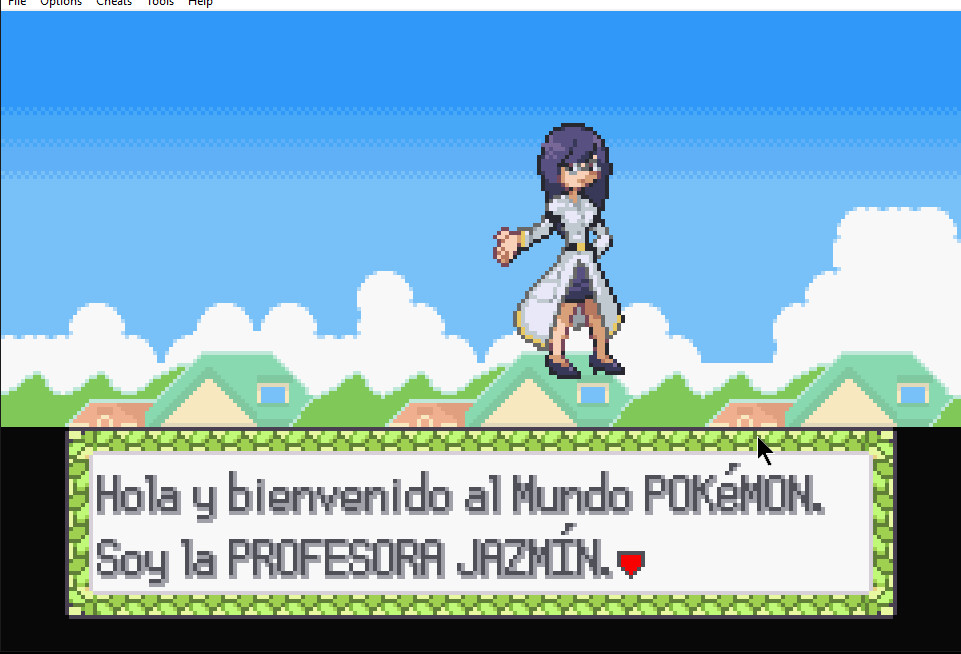 File Options Cheats Tools Help
Hola y bienvenido al Mundo POKéMON.
Soy la PROFESORA JAZMÍN.